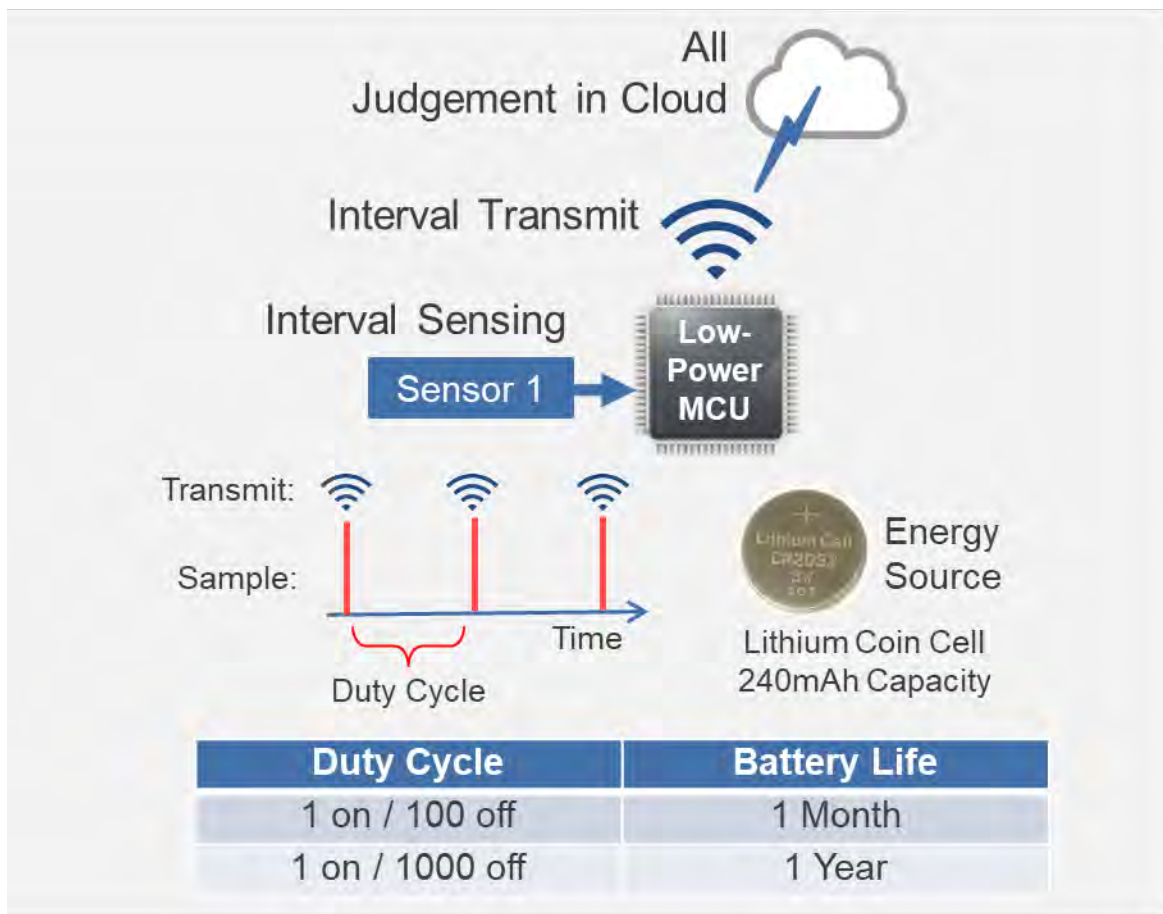 All
Judgement in Cloud
Interval Transmit
Interval Sensing
Low-
Power
MCU
Sensor 1
Transmit:
Sample:
Time
Duty Cycle
+
Lithium Cell
3V
Energy
Source
Lithium Coin Cell
240mAh Capacity
Duty Cycle Battery Life
1 on / 100 off 1 Month
1 on / 1000 off 1 Year